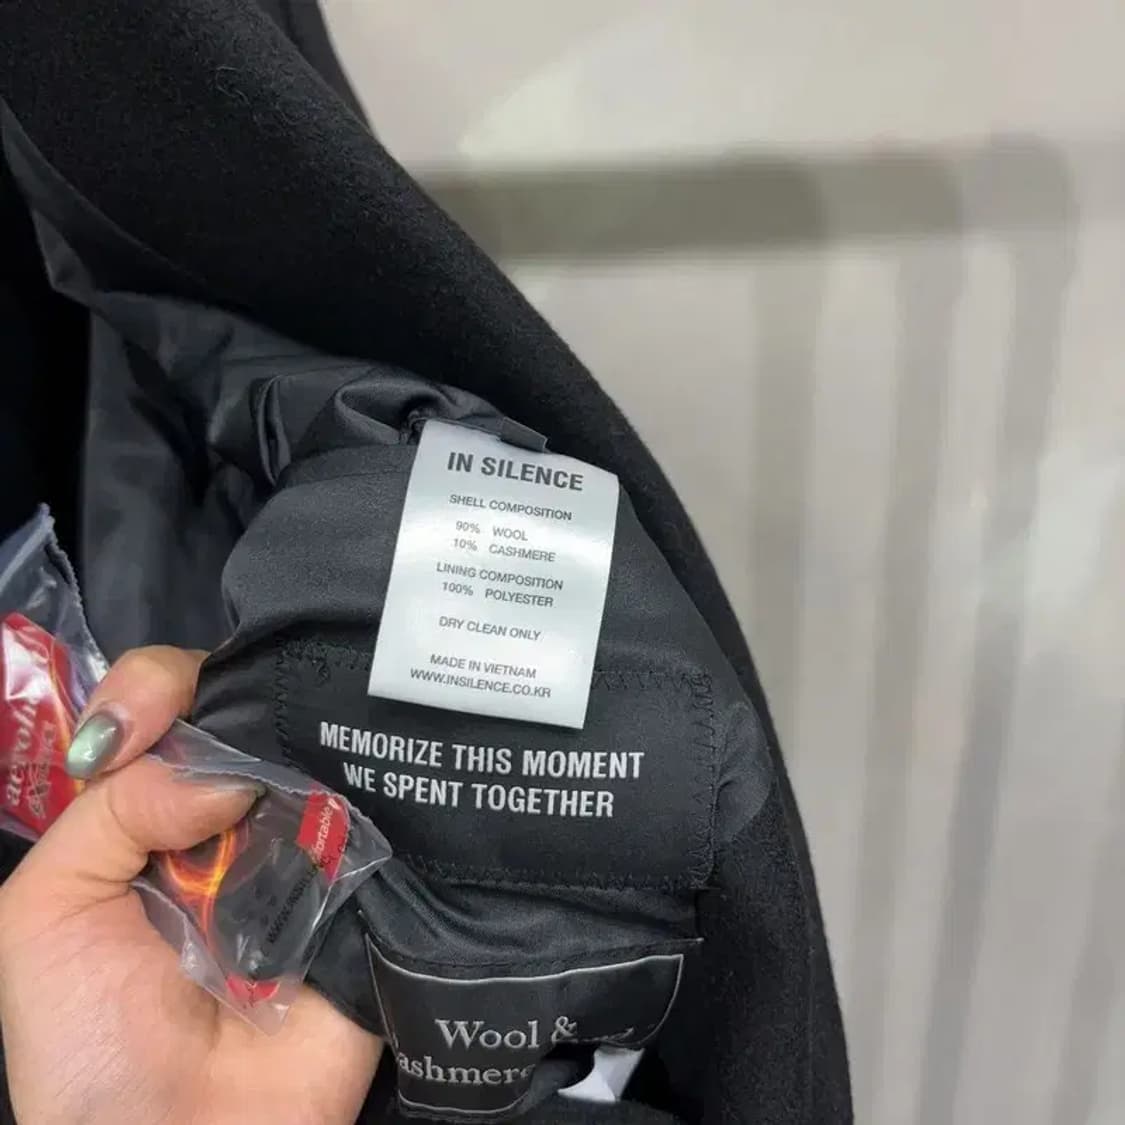 IN SILENCE
SHELL COMPOSITION
90% WOOL
10% CASHMERE
LINING COMPOSITION
100% POLYESTER
DRY CLEAN ONLY
MADE IN VIETNAM
WWW.INSILENCE.CO.KR
MEMORIZE THIS MOMENT
WE SPENT TOGETHER
Wool &
ashmere